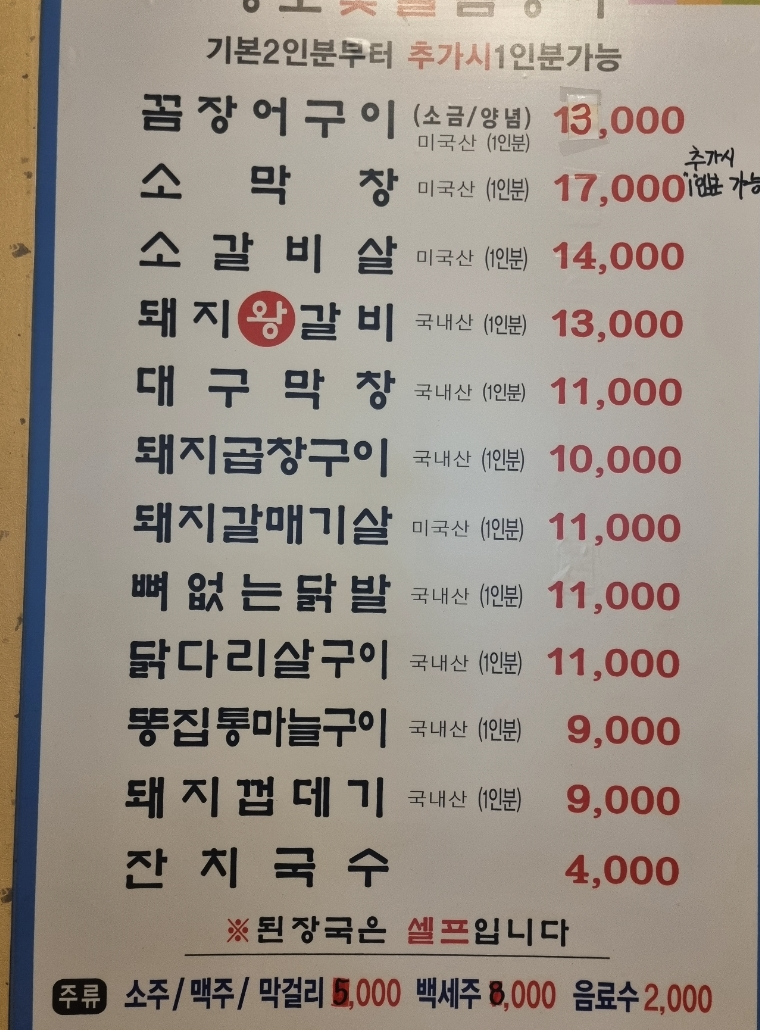 기본2인분부터 추가시1인분가능
꼼장어구이 (소금/양념) 13,000
미국산 (1인분)
추가시
1인분 가능
소막창 미국산 (1인분) 17,000
소갈비살 미국산 (1인분) 14,000
돼지왕갈비 국내산 (1인분) 13,000
대구막창 국내산 (1인분) 11,000
돼지곱창구이 국내산 (1인분) 10,000
돼지갈매기살 미국산 (1인분) 11,000
뼈없는닭발 국내산 (1인분) 11,000
닭다리살구이 국내산 (1인분) 11,000
똥집통마늘구이 국내산 (1인분) 9,000
돼지껍데기 국내산 (1인분) 9,000
잔치국수 4,000
※된장국은 셀프입니다
주류 소주/맥주/막걸리 5,000 백세주 8,000 음료수 2,000